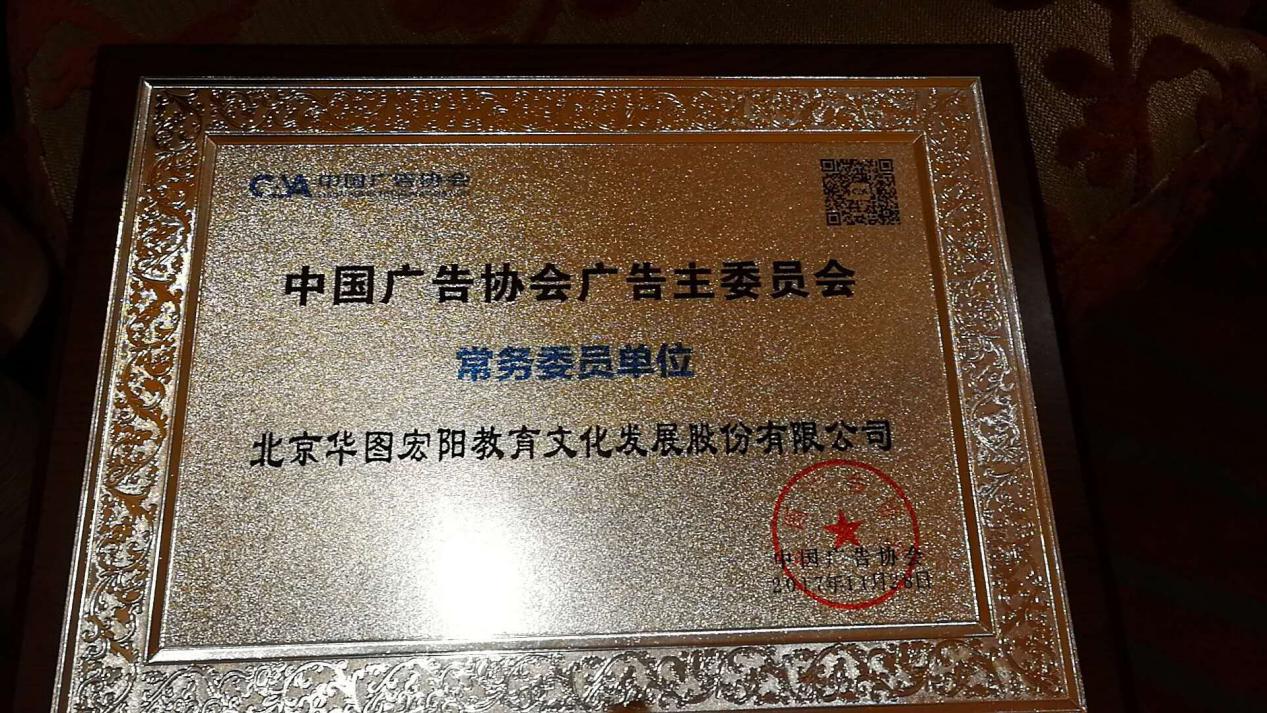 中国广告协会
中国广告协会广告主委员会
常务委员单位
北京华图宏阳教育文化发展股份有限公司
中国广告协会